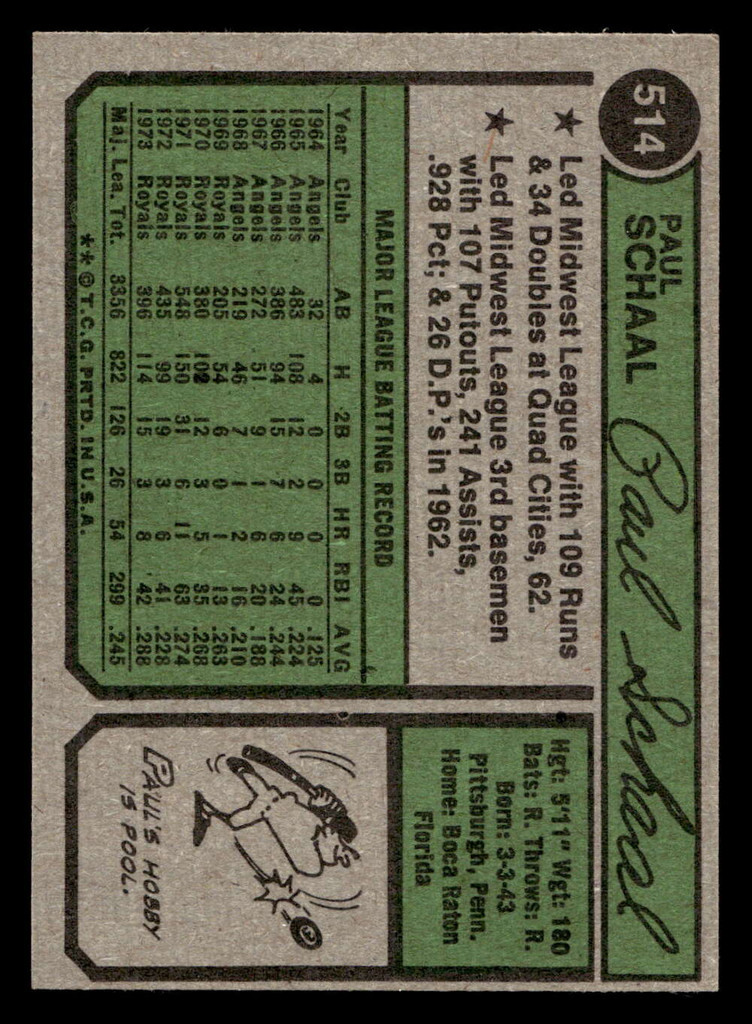 514
PAUL
SCHAAL
Paul Schaal
★ Led Midwest League with 109 Runs
& 34 Doubles at Quad Cities, 62.
★ Led Midwest League 3rd basemen
with 107 Putouts, 241 Assists,
.928 Pct; & 26 D.P.'s in 1962.
MAJOR LEAGUE BATTING RECORD
Year Club AB H 2B 3B HR RBI AVG
1964 Angels 32 4 0 0 0 0 .125
1965 Angels 483 108 12 2 9 45 .224
1966 Angels 386 94 15 7 6 24 .244
1967 Angels 272 51 9 1 6 20 .188
1968 Angels 219 46 7 1 2 16 .210
1969 Royals 205 54 6 0 1 13 .263
1970 Royals 380 102 12 3 5 35 .268
1971 Royals 548 150 31 6 11 63 .274
1972 Royals 435 99 19 3 6 41 .228
1973 Royals 396 114 15 3 8 42 .288
Maj. Lea. Tot. 3356 822 126 26 54 299 .245
** © T.C.G. PRTD. IN U.S.A.
Hgt: 5'11" Wgt: 180
Bats: R. Throws: R.
Born: 3-3-43
Pittsburgh, Penn.
Home: Boca Raton
Florida
PAUL'S HOBBY
IS POOL.